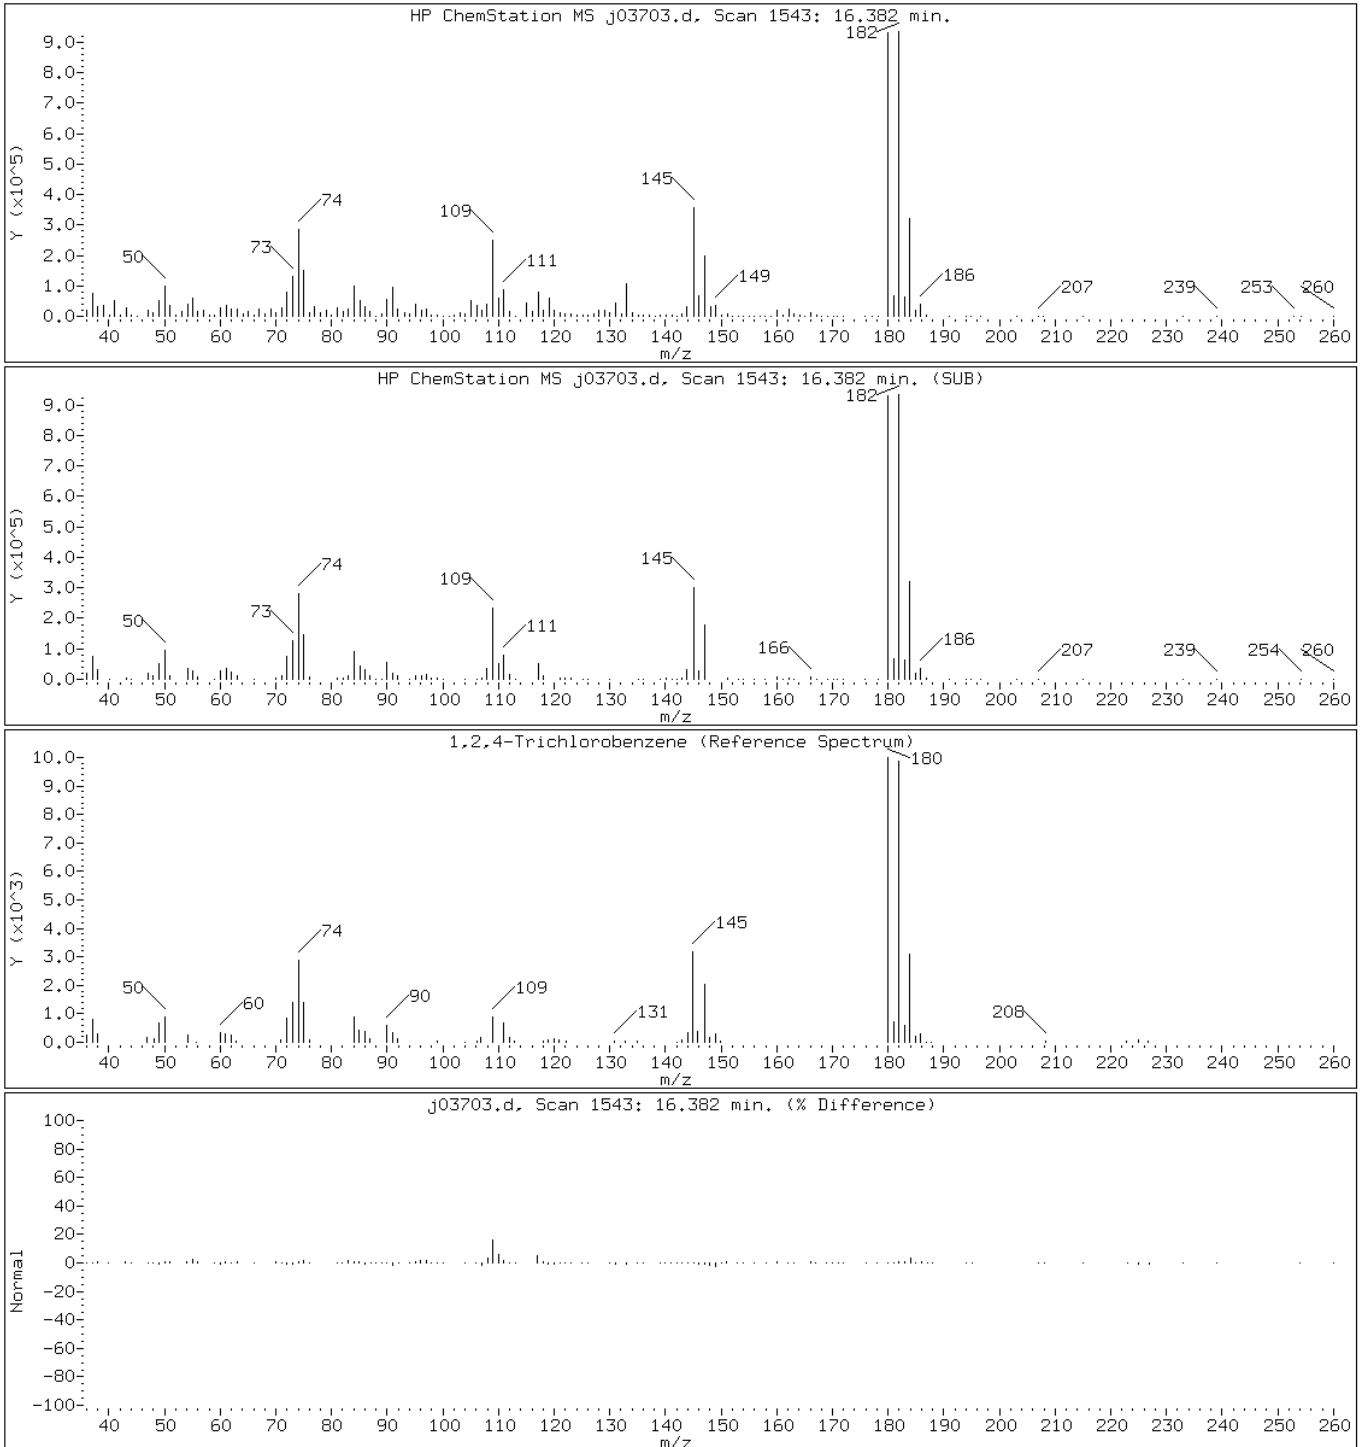 HP ChemStation MS j03703.d, Scan 1543: 16.382 min.
Y (x10^5)
9.0-
8.0-
7.0-
6.0-
5.0-
4.0-
3.0-
2.0-
1.0-
0.0-
50 73 74 109 111 145 149 182 186 207 239 253 260
40 50 60 70 80 90 100 110 120 130 140 150 160 170 180 190 200 210 220 230 240 250 260
m/z
HP ChemStation MS j03703.d, Scan 1543: 16.382 min. (SUB)
Y (x10^5)
9.0-
8.0-
7.0-
6.0-
5.0-
4.0-
3.0-
2.0-
1.0-
0.0-
50 73 74 109 111 145 166 182 186 207 239 254 260
40 50 60 70 80 90 100 110 120 130 140 150 160 170 180 190 200 210 220 230 240 250 260
m/z
1,2,4-Trichlorobenzene (Reference Spectrum)
Y (x10^3)
10.0-
9.0-
8.0-
7.0-
6.0-
5.0-
4.0-
3.0-
2.0-
1.0-
0.0-
50 60 74 90 109 131 145 180 208
40 50 60 70 80 90 100 110 120 130 140 150 160 170 180 190 200 210 220 230 240 250 260
m/z
j03703.d, Scan 1543: 16.382 min. (% Difference)
Normal
100-
80-
60-
40-
20-
0-
-20-
-40-
-60-
-80-
-100-
40 50 60 70 80 90 100 110 120 130 140 150 160 170 180 190 200 210 220 230 240 250 260
m/z